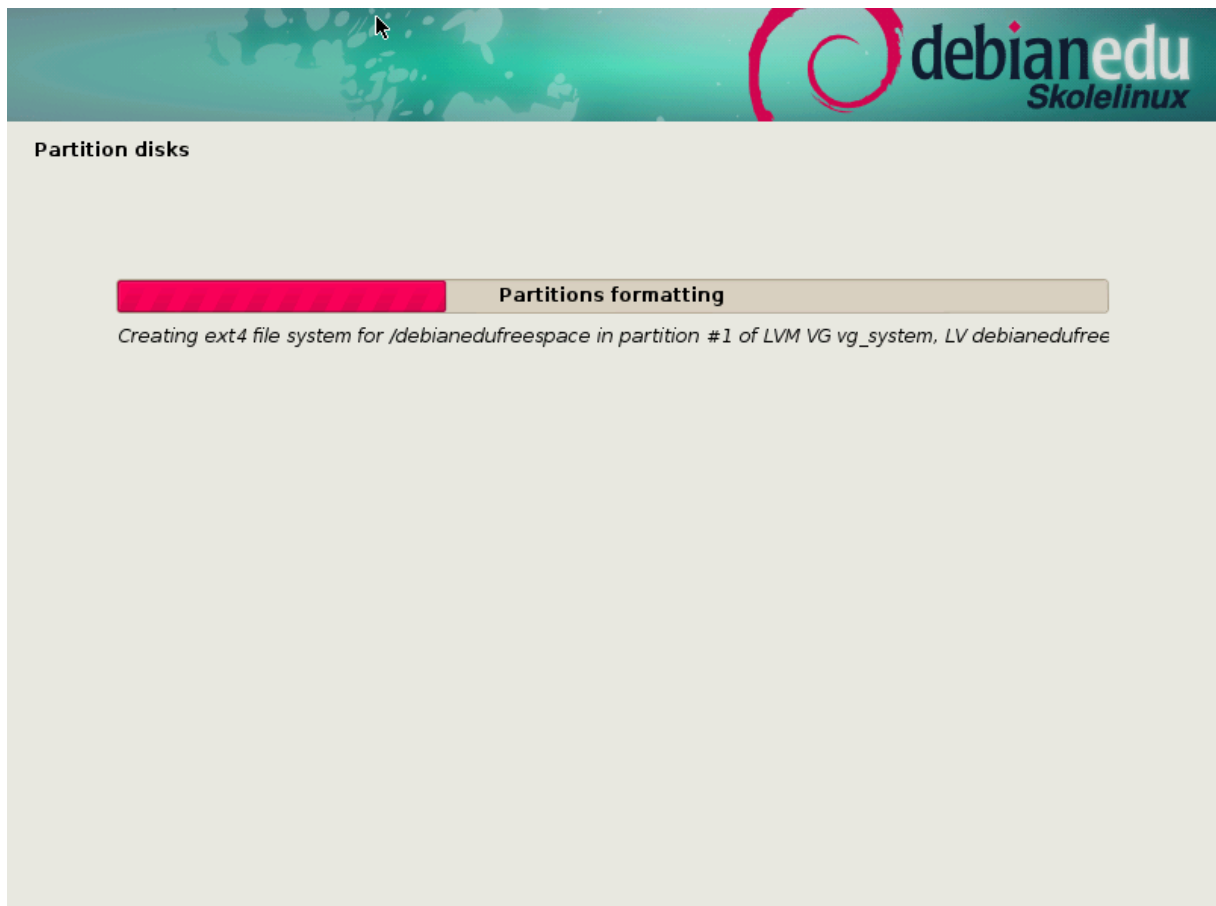 debianedu
Skolelinux
Partition disks
Partitions formatting
Creating ext4 file system for /debianedufreespace in partition #1 of LVM VG vg_system, LV debianedufree